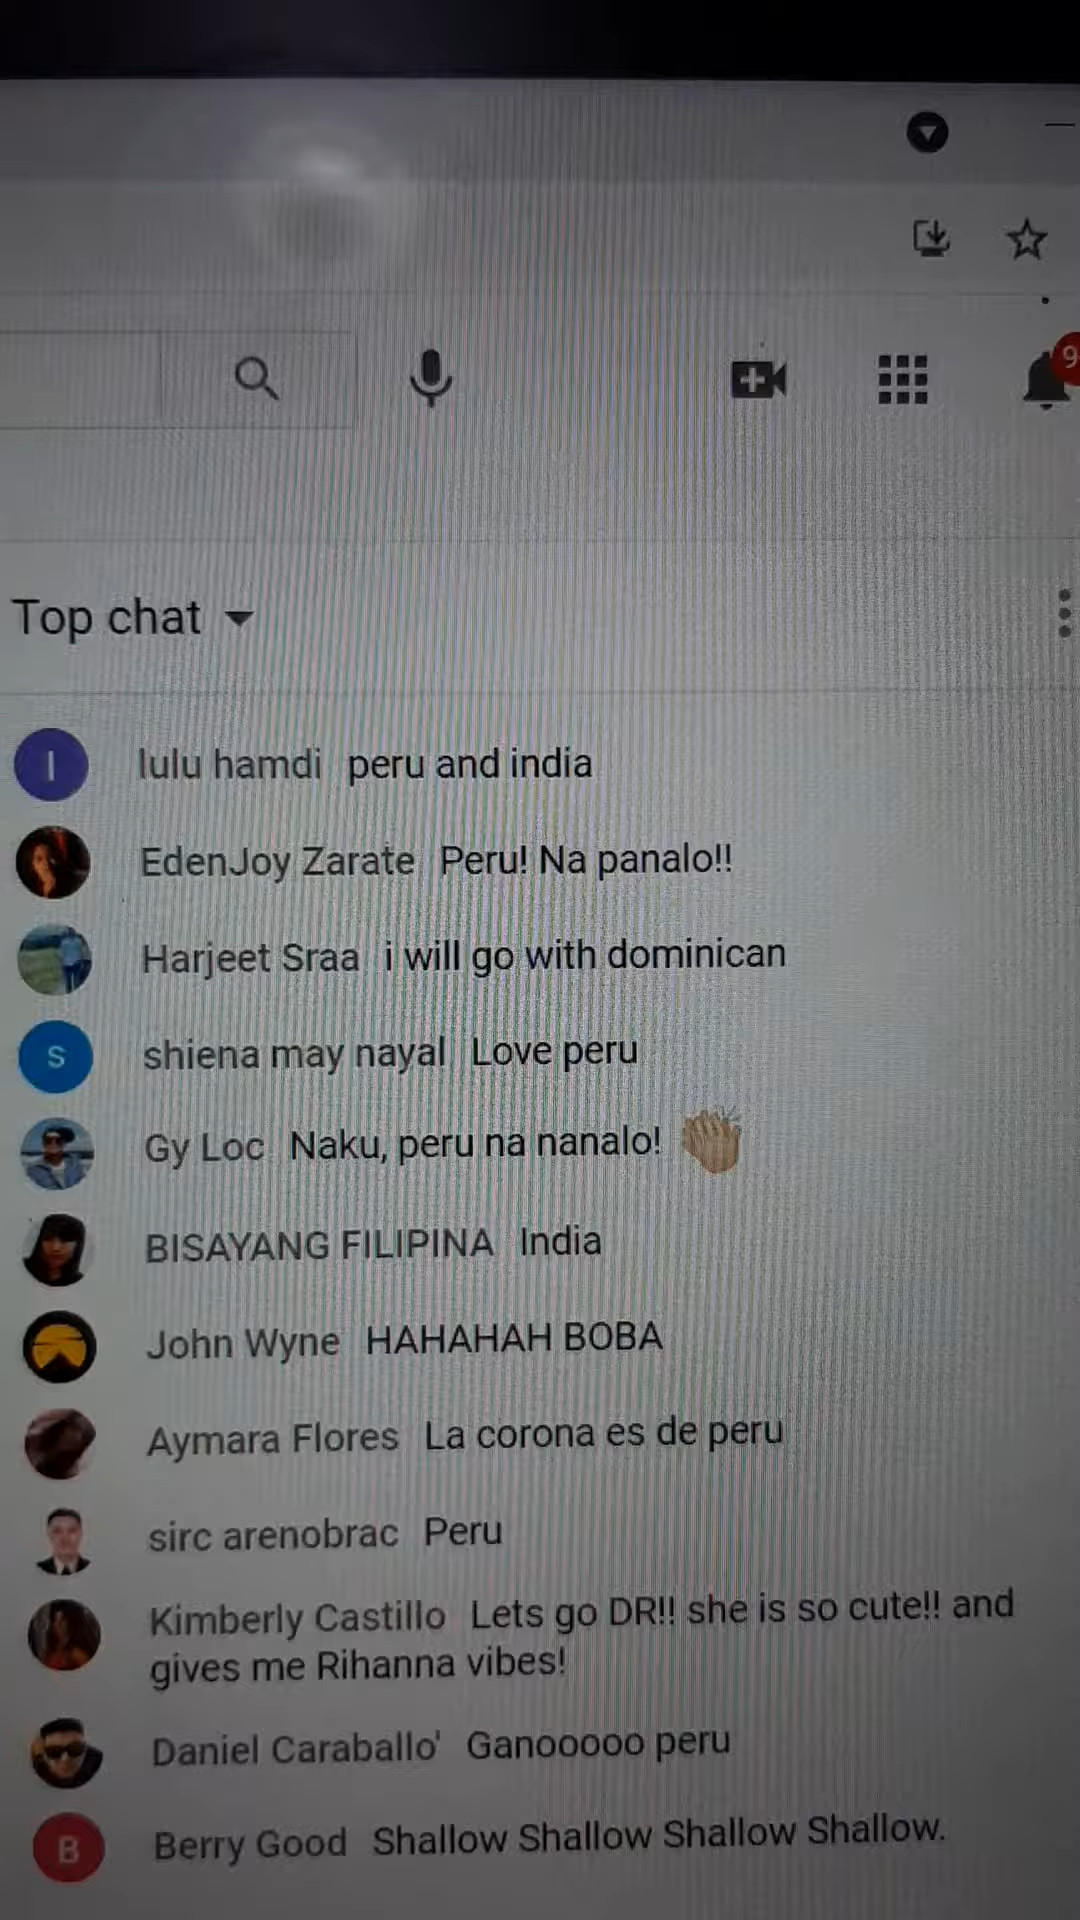 9
Top chat
l lulu hamdi peru and india
EdenJoy Zarate Peru! Na panalo!!
Harjeet Sraa i will go with dominican
s shiena may nayal Love peru
Gy Loc Naku, peru na nanalo! 👏🏼
BISAYANG FILIPINA India
John Wyne HAHAHAH BOBA
Aymara Flores La corona es de peru
sirc arenobrac Peru
Kimberly Castillo Lets go DR!! she is so cute!! and
gives me Rihanna vibes!
Daniel Caraballo' Ganooooo peru
B Berry Good Shallow Shallow Shallow Shallow.